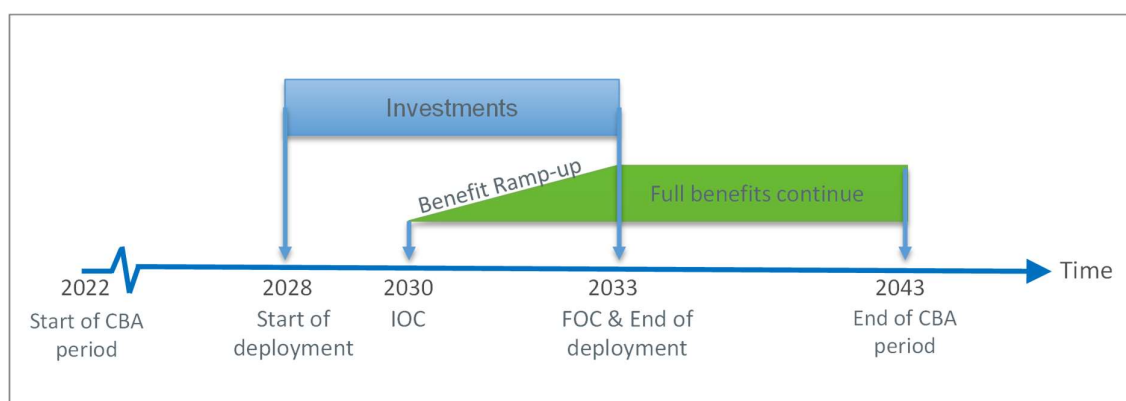 Investments
Benefit Ramp-up
Full benefits continue
Time
2022
Start of CBA
period
2028
Start of
deployment
2030
IOC
2033
FOC & End of
deployment
2043
End of CBA
period